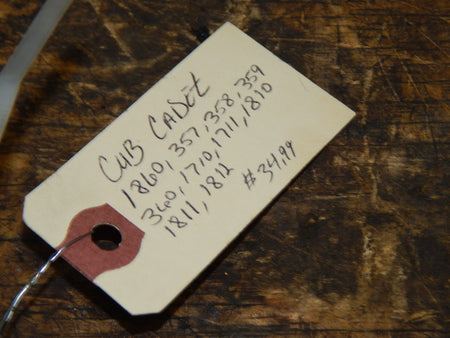 CUB CADET
1860, 357, 358, 359
360, 1710, 1711, 1810
1811, 1812
$34.99